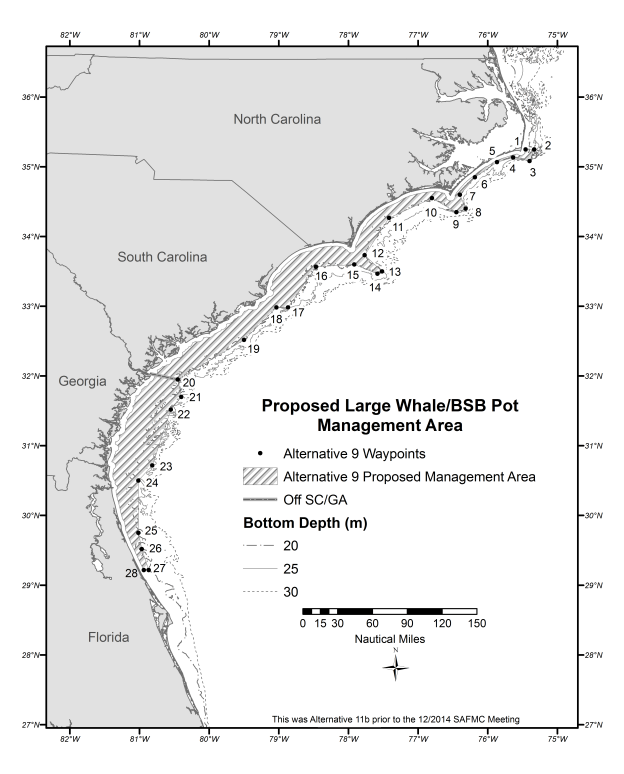 82°W 81°W 80°W 79°W 78°W 77°W 76°W 75°W
36°N 36°N
North Carolina
1 2
5
35°N 4 3 35°N
6
7
10 8
9
11
34°N 34°N
South Carolina 12
16 15 13
14
33°N 18 17 33°N
19
32°N 20 32°N
Georgia 21
22
Proposed Large Whale/BSB Pot
Management Area
31°N 31°N
Alternative 9 Waypoints
23
Alternative 9 Proposed Management Area
24
Off SC/GA
30°N 30°N
Bottom Depth (m)
25
20
26
25
28 27
29°N 30 29°N
0 15 30 60 90 120 150
Nautical Miles
N
Florida
28°N 28°N
This was Alternative 11b prior to the 12/2014 SAFMC Meeting
27°N 27°N
82°W 81°W 80°W 79°W 78°W 77°W 76°W 75°W